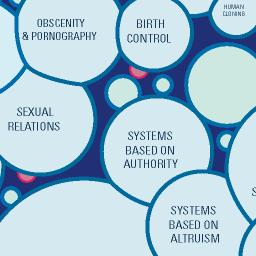 OBSCENITY
& PORNOGRAPHY
BIRTH
CONTROL
HUMAN
CLONING
SEXUAL
RELATIONS
SYSTEMS
BASED ON
AUTHORITY
SYSTEMS
BASED ON
ALTRUISM